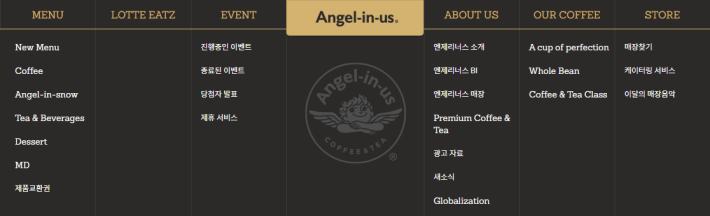 MENU
LOTTE EATZ
EVENT
Angel-in-us®
ABOUT US
OUR COFFEE
STORE
New Menu
Coffee
Angel-in-snow
Tea & Beverages
Dessert
MD
제품교환권
진행중인 이벤트
종료된 이벤트
당첨자 발표
제휴 서비스
Angel-in-us
COFFEE&TEA
®
엔제리너스 소개
엔제리너스 BI
엔제리너스 매장
Premium Coffee &
Tea
광고 자료
새소식
Globalization
A cup of perfection
Whole Bean
Coffee & Tea Class
매장찾기
케이터링 서비스
이달의 매장음악